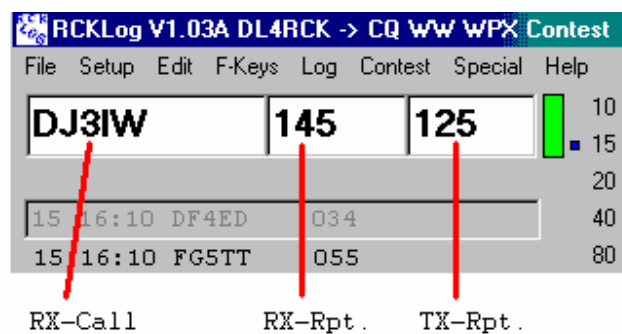 RCKLog V1.03A DL4RCK -> CQ WW WPX Contest
File Setup Edit F-Keys Log Contest Special Help
DJ3IW 145 125 10
15
20
15 16:10 DF4ED 034 40
15 16:10 FG5TT 055 80
RX-Call RX-Rpt. TX-Rpt.